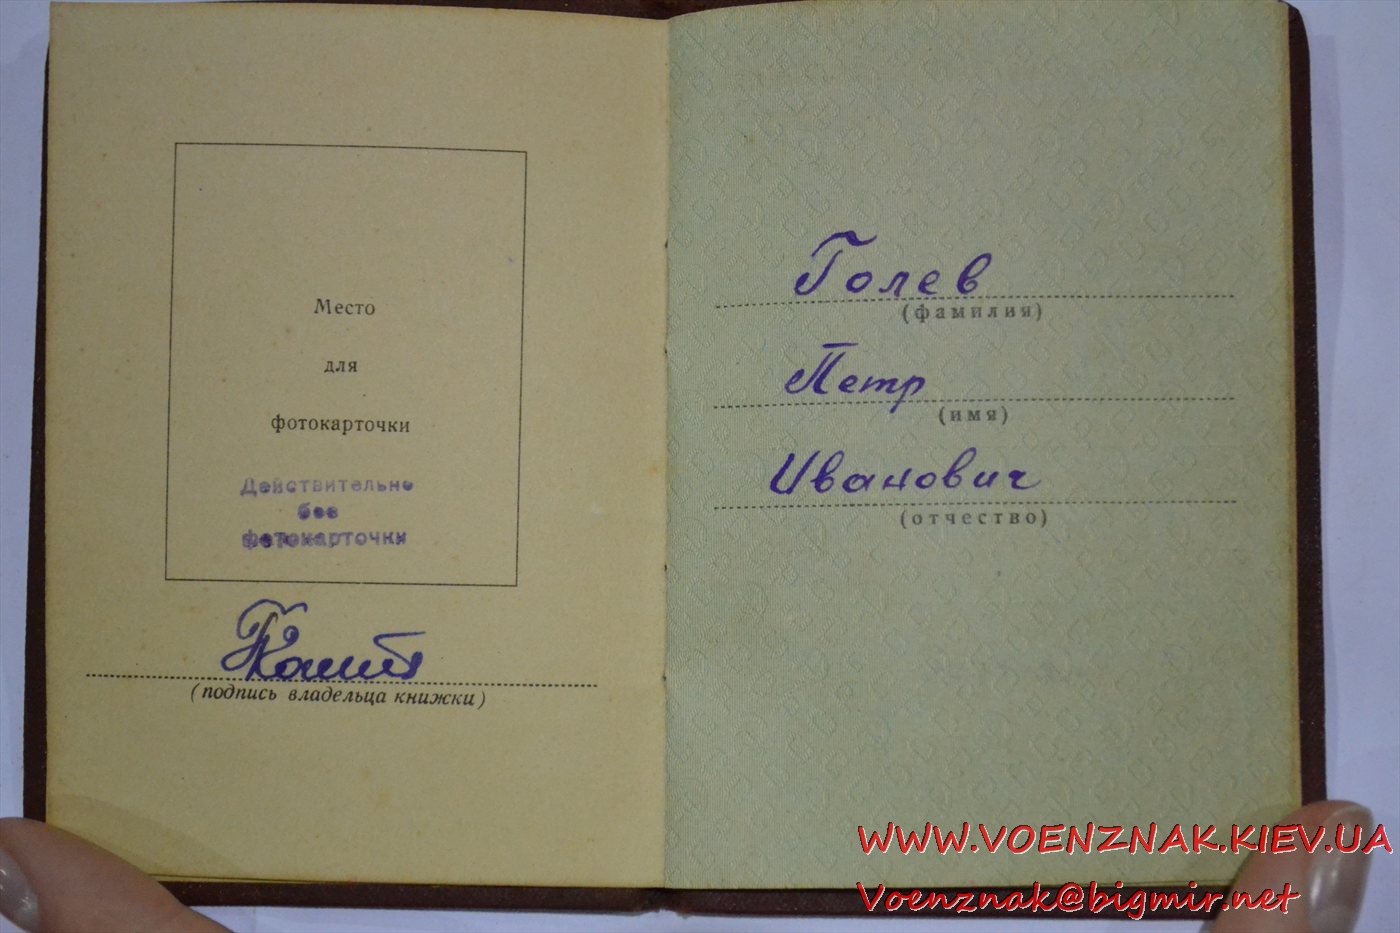 Место
для
фотокарточки
Действительно
без
фотокарточки
(подпись владельца книжки)
Голев
(фамилия)
Петр
(имя)
Иванович
(отчество)
WWW.VOENZNAK.KIEV.UA
Voenznak@bigmir.net